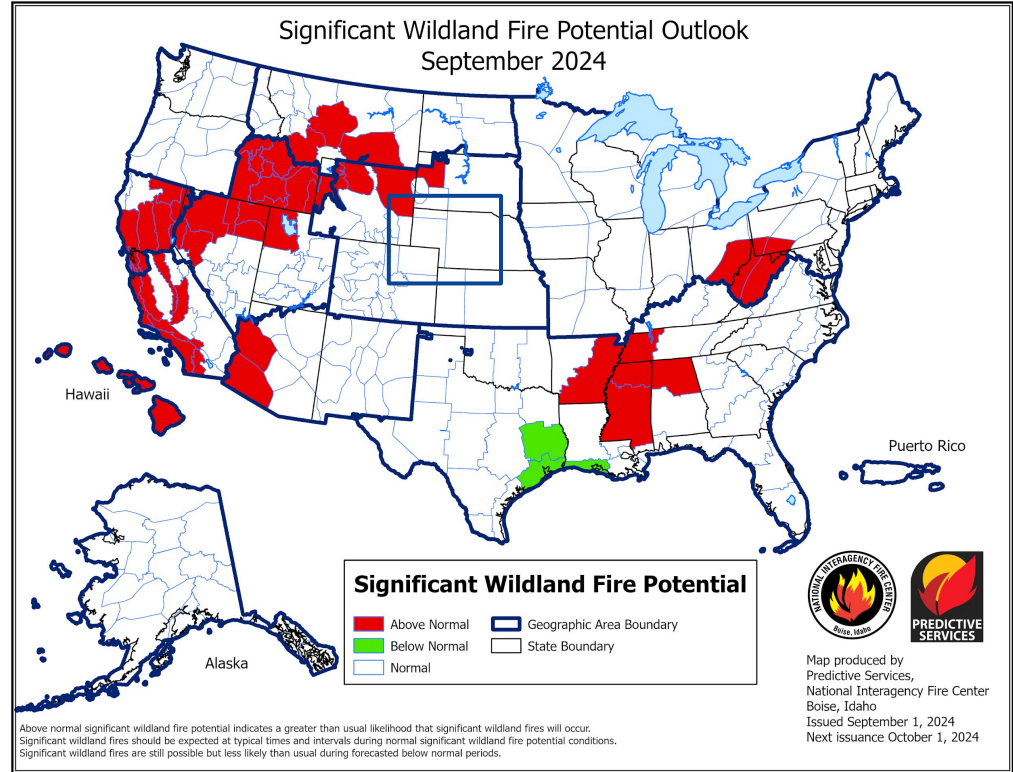 Significant Wildland Fire Potential Outlook
September 2024
Hawaii
Puerto Rico
Alaska
Significant Wildland Fire Potential
Above Normal
Below Normal
Normal
Geographic Area Boundary
State Boundary
NATIONAL INTERAGENCY FIRE CENTER
Boise, Idaho
PREDICTIVE
SERVICES
Map produced by
Predictive Services,
National Interagency Fire Center
Boise, Idaho
Issued September 1, 2024
Next issuance October 1, 2024
Above normal significant wildland fire potential indicates a greater than usual likelihood that significant wildland fires will occur.
Significant wildland fires should be expected at typical times and intervals during normal significant wildland fire potential conditions.
Significant wildland fires are still possible but less likely than usual during forecasted below normal periods.